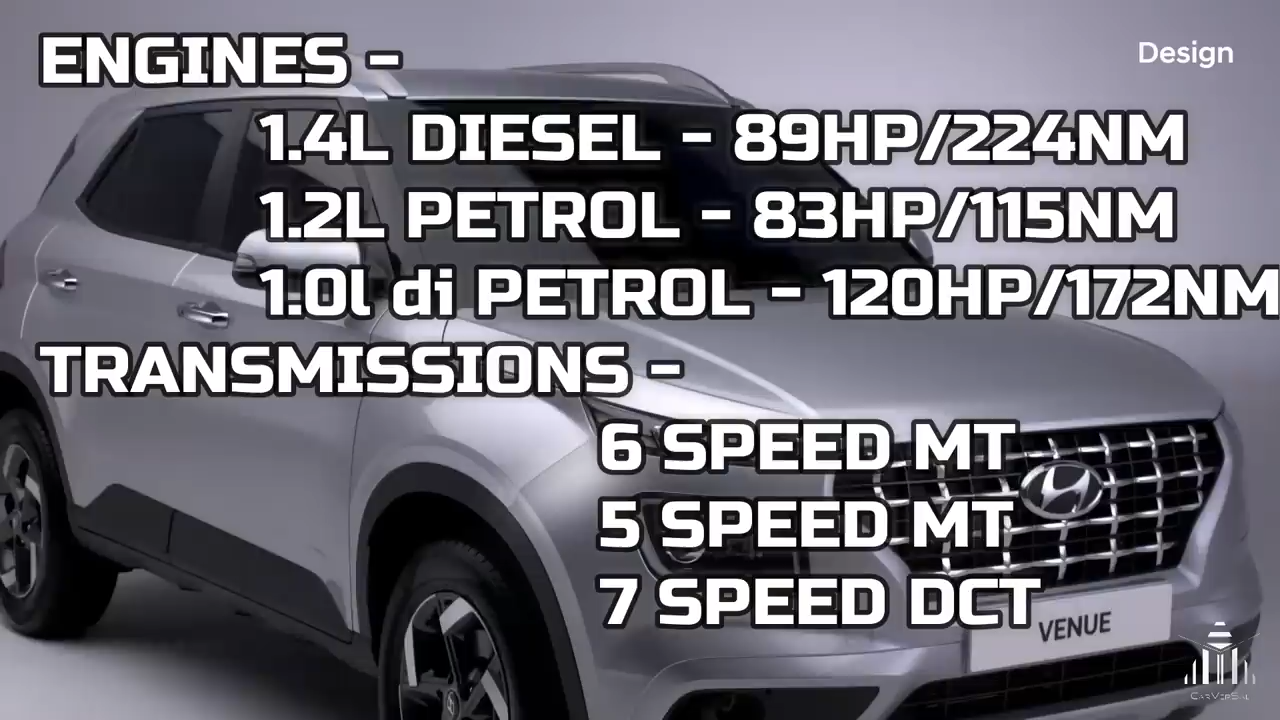 ENGINES -
Design
1.4L DIESEL - 89HP/224NM
1.2L PETROL - 83HP/115NM
1.0l di PETROL - 120HP/172NM
TRANSMISSIONS -
6 SPEED MT
5 SPEED MT
7 SPEED DCT
VENUE
CARVERSAL